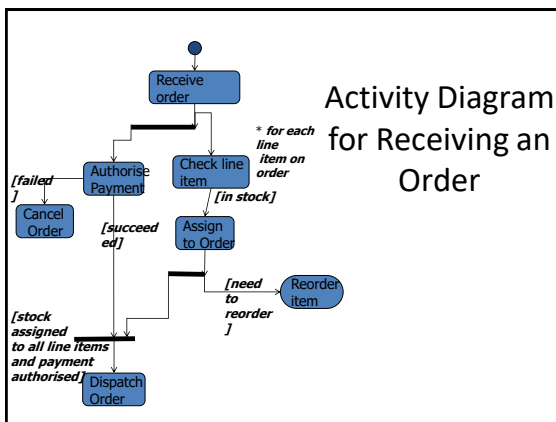 Activity Diagram
for Receiving an
Order
Receive
order
* for each
line
item on
order
[failed
]
Authorise
Payment
Check line
item
[in stock]
Cancel
Order
[succeed
ed]
Assign
to Order
[need
to
reorder
]
Reorder
item
[stock
assigned
to all line items
and payment
authorised]
Dispatch
Order